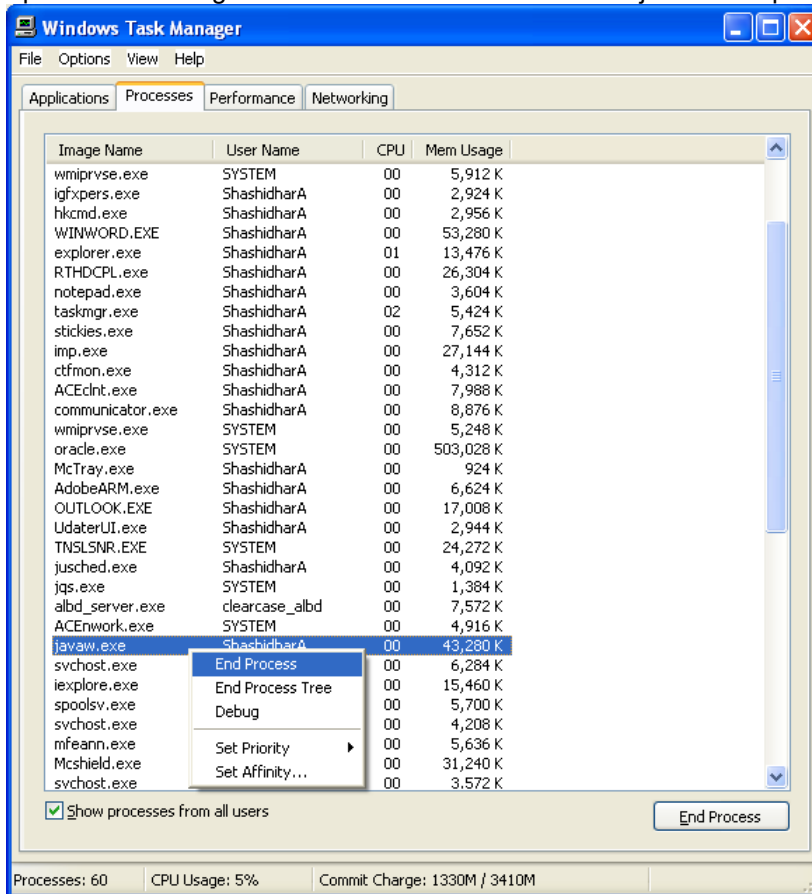 Windows Task Manager
File Options View Help
Applications Processes Performance Networking
Image Name User Name CPU Mem Usage
wmiprvse.exe SYSTEM 00 5,912 K
igfxpers.exe ShashidharA 00 2,924 K
hkcmd.exe ShashidharA 00 2,956 K
WINWORD.EXE ShashidharA 00 53,280 K
explorer.exe ShashidharA 01 13,476 K
RTHDCPL.exe ShashidharA 00 26,304 K
notepad.exe ShashidharA 00 3,604 K
taskmgr.exe ShashidharA 02 5,424 K
stickies.exe ShashidharA 00 7,652 K
imp.exe ShashidharA 00 27,144 K
ctfmon.exe ShashidharA 00 4,312 K
ACEclnt.exe ShashidharA 00 7,988 K
communicator.exe ShashidharA 00 8,876 K
wmiprvse.exe SYSTEM 00 5,248 K
oracle.exe SYSTEM 00 503,028 K
McTray.exe ShashidharA 00 924 K
AdobeARM.exe ShashidharA 00 6,624 K
OUTLOOK.EXE ShashidharA 00 17,008 K
UdaterUI.exe ShashidharA 00 2,944 K
TNSLSNR.EXE SYSTEM 00 24,272 K
jusched.exe ShashidharA 00 4,092 K
jqs.exe SYSTEM 00 1,384 K
albd_server.exe clearcase_albd 00 7,572 K
ACEnwork.exe SYSTEM 00 4,916 K
javaw.exe ShashidharA 00 43,280 K
svchost.exe End Process 00 6,284 K
iexplore.exe End Process Tree 00 15,460 K
spoolsv.exe Debug 00 5,700 K
svchost.exe 00 4,208 K
mfeann.exe Set Priority 00 5,636 K
Mcshield.exe Set Affinity... 00 31,240 K
svchost.exe 00 3,572 K
Show processes from all users End Process
Processes: 60 CPU Usage: 5% Commit Charge: 1330M / 3410M